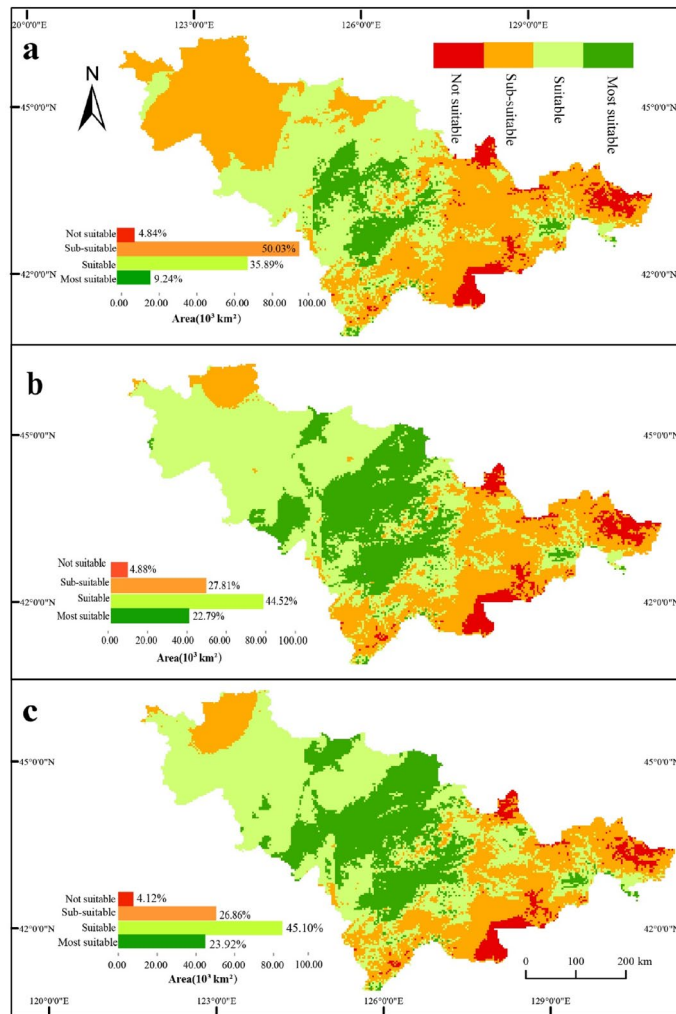 120°0'0"E 123°0'0"E 126°0'0"E 129°0'0"E
a
N
Not suitable
Sub-suitable
Suitable
Most suitable
45°0'0"N 45°0'0"N
Not suitable 4.84%
Sub-suitable 50.03%
Suitable 35.89%
Most suitable 9.24%
42°0'0"N 42°0'0"N
0.00 20.00 40.00 60.00 80.00 100.00
Area(10³ km²)
b
45°0'0"N 45°0'0"N
Not suitable 4.88%
Sub-suitable 27.81%
Suitable 44.52%
Most suitable 22.79%
42°0'0"N 42°0'0"N
0.00 20.00 40.00 60.00 80.00 100.00
Area(10³ km²)
c
45°0'0"N 45°0'0"N
Not suitable 4.12%
Sub-suitable 26.86%
Suitable 45.10%
Most suitable 23.92%
42°0'0"N 42°0'0"N
0.00 20.00 40.00 60.00 80.00 100.00
Area(10³ km²)
0 100 200 km
120°0'0"E 123°0'0"E 126°0'0"E 129°0'0"E